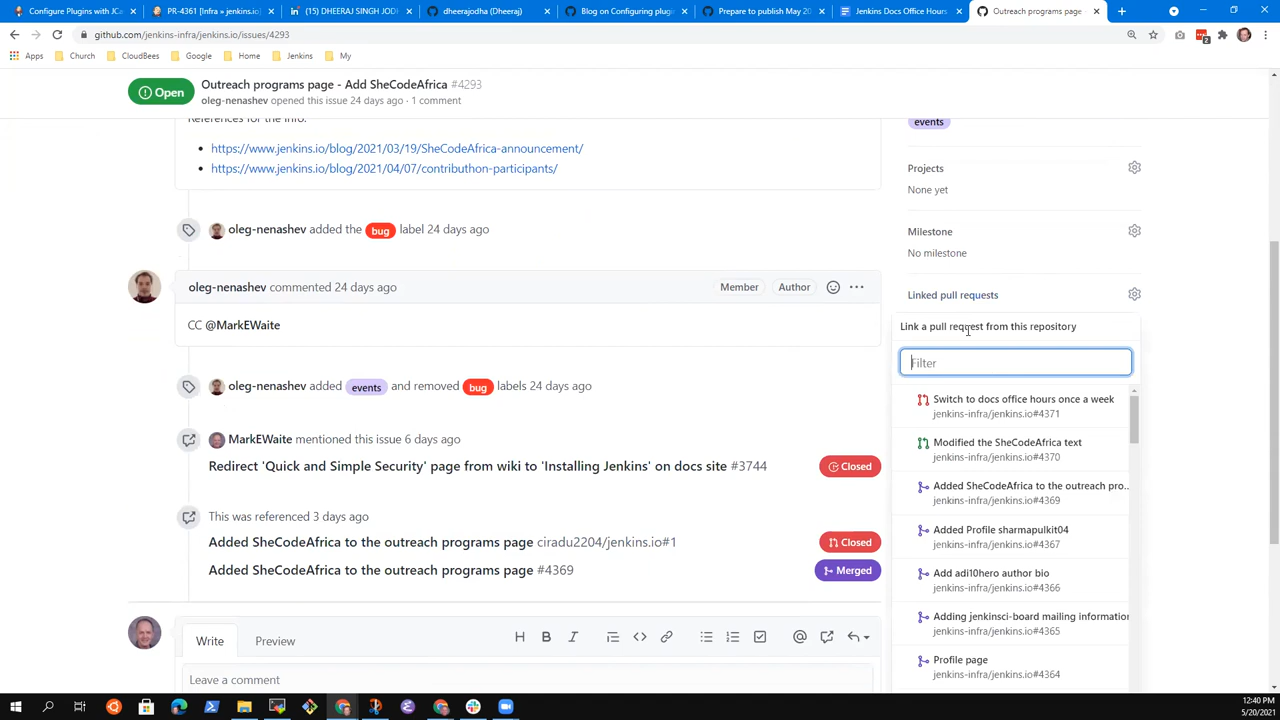 Configure Plugins with JCa
PR-4361 [Infra » jenkins.io]
(15) DHEERAJ SINGH JODH
dheerajodha (Dheeraj)
Blog on Configuring plugin
Prepare to publish May 20
Jenkins Docs Office Hours
Outreach programs page -
github.com/jenkins-infra/jenkins.io/issues/4293
2
Apps
Church
CloudBees
Google
Home
Jenkins
My
Open
Outreach programs page - Add SheCodeAfrica #4293
oleg-nenashev opened this issue 24 days ago · 1 comment
References for the info:
https://www.jenkins.io/blog/2021/03/19/SheCodeAfrica-announcement/
https://www.jenkins.io/blog/2021/04/07/contributhon-participants/
oleg-nenashev added the bug label 24 days ago
oleg-nenashev commented 24 days ago
Member
Author
CC @MarkEWaite
oleg-nenashev added events and removed bug labels 24 days ago
MarkEWaite mentioned this issue 6 days ago
Redirect 'Quick and Simple Security' page from wiki to 'Installing Jenkins' on docs site #3744
Closed
This was referenced 3 days ago
Added SheCodeAfrica to the outreach programs page ciradu2204/jenkins.io#1
Closed
Added SheCodeAfrica to the outreach programs page #4369
Merged
Write
Preview
H B I
Leave a comment
events
Projects
None yet
Milestone
No milestone
Linked pull requests
Link a pull request from this repository
Filter
Switch to docs office hours once a week
jenkins-infra/jenkins.io#4371
Modified the SheCodeAfrica text
jenkins-infra/jenkins.io#4370
Added SheCodeAfrica to the outreach pro...
jenkins-infra/jenkins.io#4369
Added Profile sharmapulkit04
jenkins-infra/jenkins.io#4367
Add adi10hero author bio
jenkins-infra/jenkins.io#4366
Adding jenkinsci-board mailing information
jenkins-infra/jenkins.io#4365
Profile page
jenkins-infra/jenkins.io#4364
12:40 PM
5/20/2021